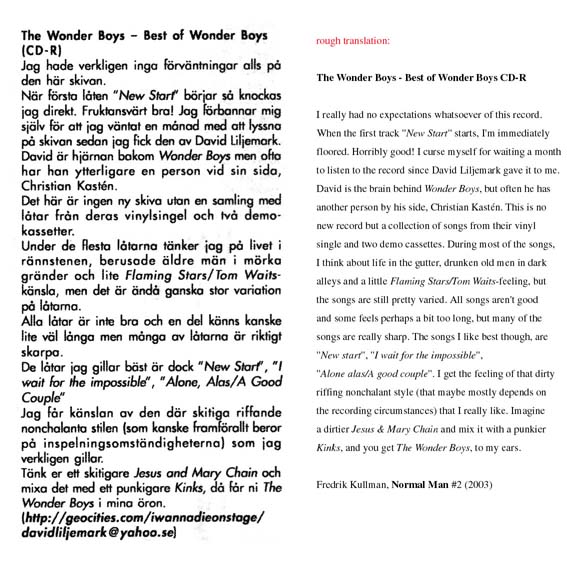 The Wonder Boys – Best of Wonder Boys
(CD-R)
Jag hade verkligen inga förväntningar alls på
den här skivan.
När första låten "New Start" börjar så knockas
jag direkt. Fruktansvärt bra! Jag förbannar mig
själv för att jag väntat en månad med att lyssna
på skivan sedan jag fick den av David Liljemark.
David är hjärnan bakom Wonder Boys men ofta
har han ytterligare en person vid sin sida,
Christian Kastén.
Det här är ingen ny skiva utan en samling med
låtar från deras vinylsingel och två demo-
kassetter.
Under de flesta låtarna tänker jag på livet i
rännstenen, berusade äldre män i mörka
gränder och lite Flaming Stars/Tom Waits-
känsla, men det är ändå ganska stor variation
på låtarna.
Alla låtar är inte bra och en del känns kanske
lite väl långa men många av låtarna är riktigt
skarpa.
De låtar jag gillar bäst är dock "New Start", "I
wait for the impossible", "Alone, Alas/A Good
Couple"
Jag får känslan av den där skitiga riffande
nonchalanta stilen (som kanske framförallt beror
på inspelningsomständigheterna) som jag
verkligen gillar.
Tänk er ett skitigare Jesus and Mary Chain och
mixa det med ett punkigare Kinks, då får ni The
Wonder Boys i mina öron.
(http://geocities.com/iwannadieonstage/
davidliljemark@yahoo.se)
rough translation:
The Wonder Boys - Best of Wonder Boys CD-R
I really had no expectations whatsoever of this record.
When the first track "New Start" starts, I'm immediately
floored. Horribly good! I curse myself for waiting a month
to listen to the record since David Liljemark gave it to me.
David is the brain behind Wonder Boys, but often he has
another person by his side, Christian Kastén. This is no
new record but a collection of songs from their vinyl
single and two demo cassettes. During most of the songs,
I think about life in the gutter, drunken old men in dark
alleys and a little Flaming Stars/Tom Waits-feeling, but
the songs are still pretty varied. All songs aren't good
and some feels perhaps a bit too long, but many of the
songs are really sharp. The songs I like best though, are
"New start", "I wait for the impossible",
"Alone alas/A good couple". I get the feeling of that dirty
riffing nonchalant style (that maybe mostly depends on
the recording circumstances) that I really like. Imagine
a dirtier Jesus & Mary Chain and mix it with a punkier
Kinks, and you get The Wonder Boys, to my ears.
Fredrik Kullman, Normal Man #2 (2003)